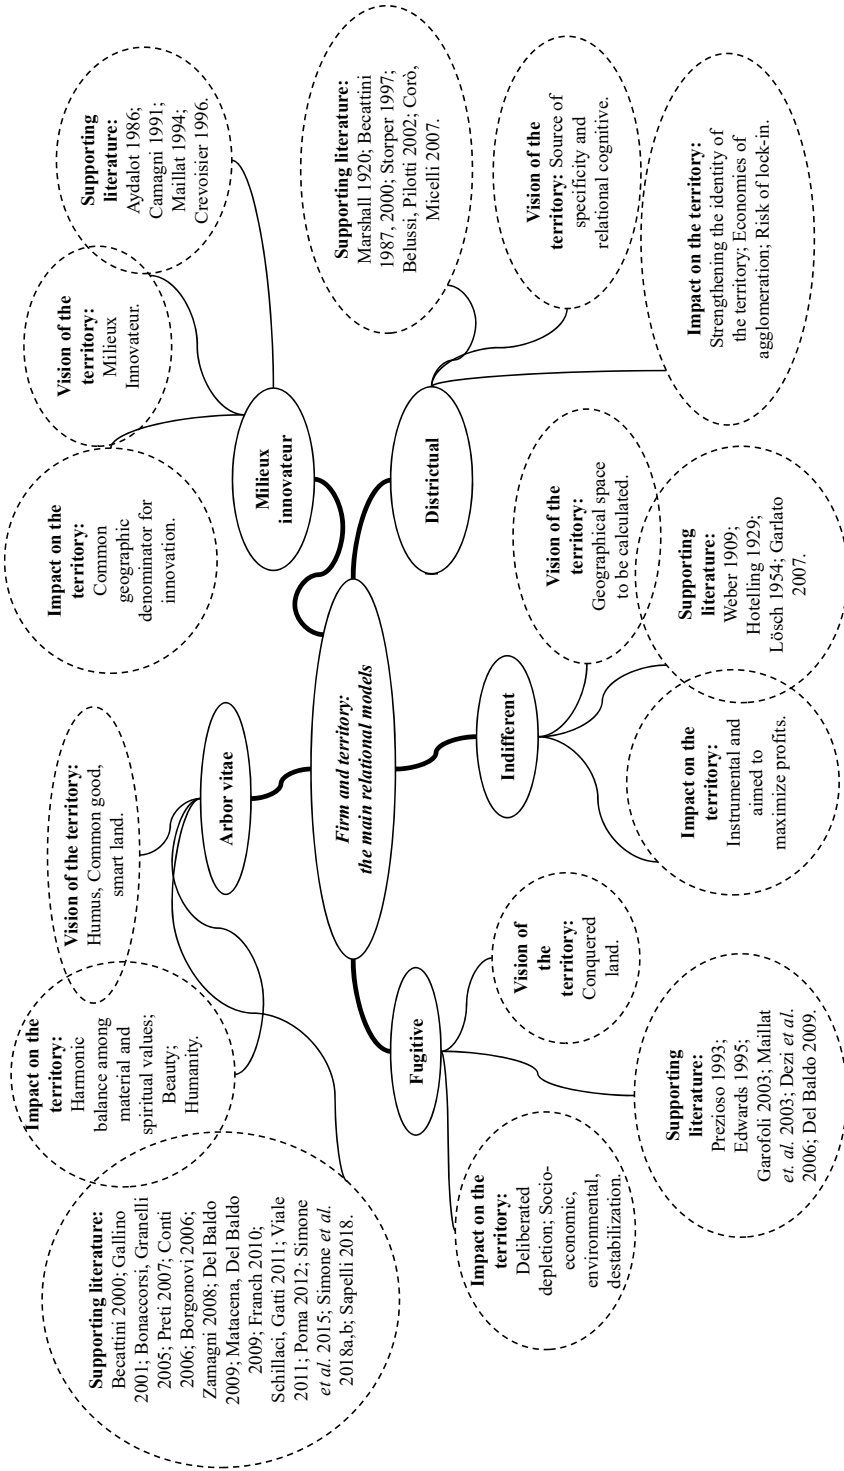 Supporting literature:
Becattini 2000; Gallino
2001; Bonaccorsi, Granelli
2005; Preti 2007; Conti
2006; Borgonovi 2006;
Zamagni 2008; Del Baldo
2009; Matacena, Del Baldo
2009; Franch 2010;
Schillaci, Gatti 2011; Viale
2011; Poma 2012; Simone
et al. 2015; Simone et al.
2018a,b; Sapelli 2018.
Impact on the
territory:
Harmonic
balance among
material and
spiritual values;
Beauty;
Humanity.
Vision of the territory:
Humus, Common good,
smart land.
Arbor vitae
Impact on the
territory:
Common
geographic
denominator for
innovation.
Vision of the
territory:
Milieux
Innovateur.
Supporting
literature:
Aydalot 1986;
Camagni 1991;
Maillat 1994;
Crevoisier 1996.
Milieux
innovateur
Firm and territory:
the main relational models
Fugitive
Impact on the
territory:
Deliberated
depletion; Socio-
economic,
environmental,
destabilization.
Vision of
the
territory:
Conquered
land.
Supporting
literature:
Prezioso 1993;
Edwards 1995;
Garofoli 2003; Maillat
et. al. 2003; Dezi et al.
2006; Del Baldo 2009.
Indifferent
Impact on the
territory:
Instrumental and
aimed to
maximize profits.
Supporting
literature:
Weber 1909;
Hotelling 1929;
Lösch 1954; Garlato
2007.
Vision of the
territory:
Geographical space
to be calculated.
Districtual
Supporting literature:
Marshall 1920; Becattini
1987, 2000; Storper 1997;
Belussi, Pilotti 2002; Corò,
Micelli 2007.
Vision of the
territory: Source of
specificity and
relational cognitive.
Impact on the territory:
Strengthening the identity of
the territory; Economies of
agglomeration; Risk of lock-in.